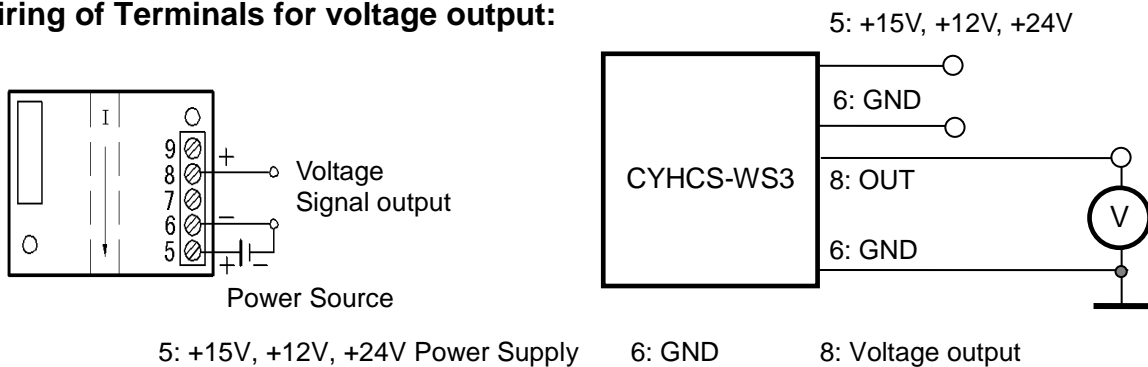 iring of Terminals for voltage output:
I
9
8
7
6
5
+
−
+
−
Voltage
Signal output
Power Source
5: +15V, +12V, +24V
6: GND
CYHCS-WS3
8: OUT
V
6: GND
5: +15V, +12V, +24V Power Supply 6: GND 8: Voltage output